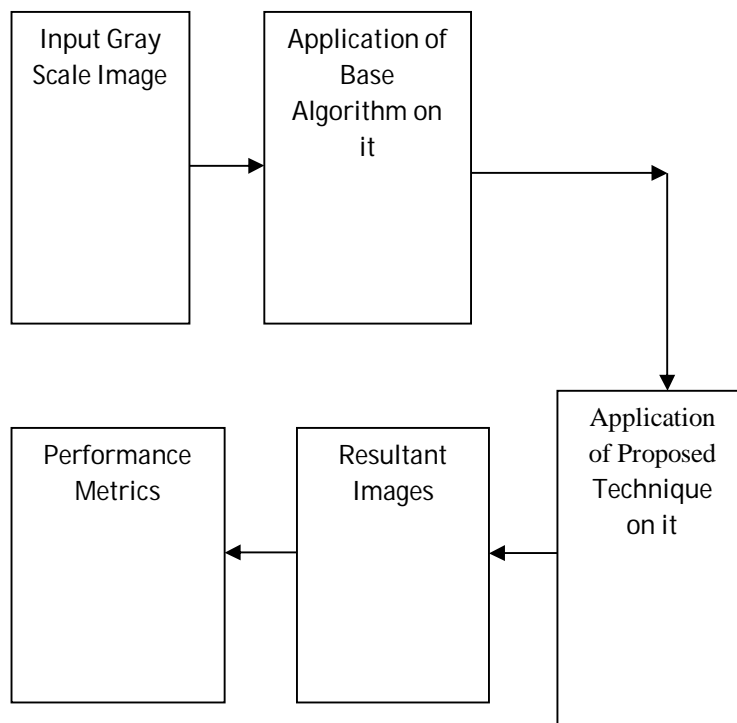 Input Gray
Scale Image
Application of
Base
Algorithm on
it
Application
of Proposed
Technique
on it
Resultant
Images
Performance
Metrics